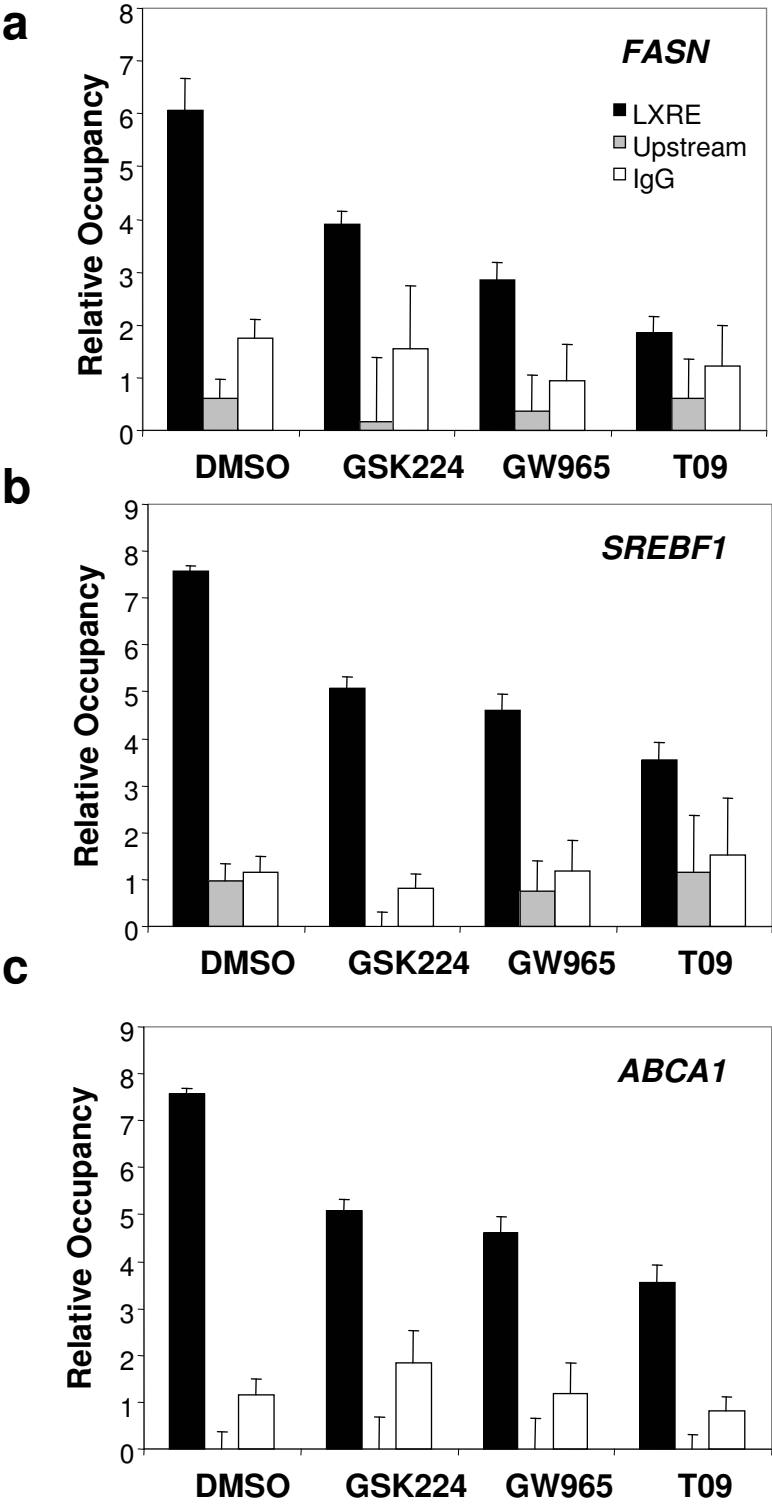 a
8
7
6
5
4
3
2
1
0
Relative Occupancy
FASN
LXRE
Upstream
IgG
DMSO GSK224 GW965 T09
b
9
8
7
6
5
4
3
2
1
0
Relative Occupancy
SREBF1
DMSO GSK224 GW965 T09
c
9
8
7
6
5
4
3
2
1
0
Relative Occupancy
ABCA1
DMSO GSK224 GW965 T09